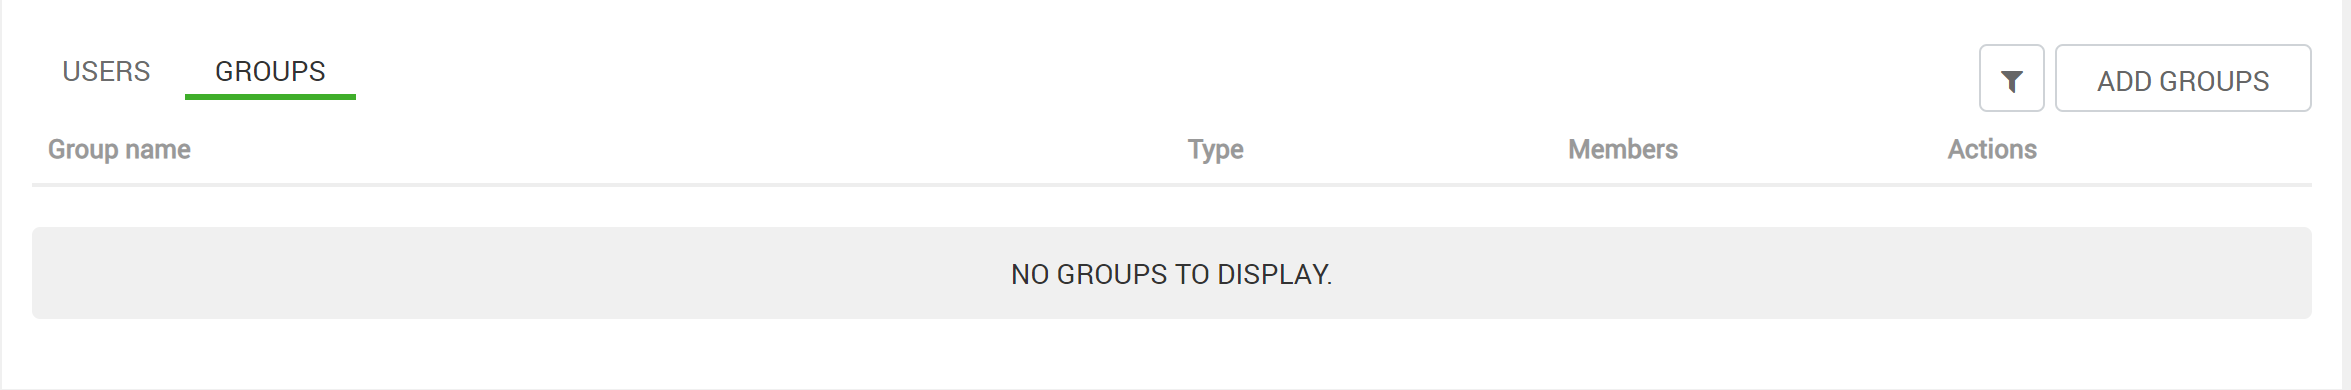 USERS GROUPS ADD GROUPS
Group name Type Members Actions
NO GROUPS TO DISPLAY.